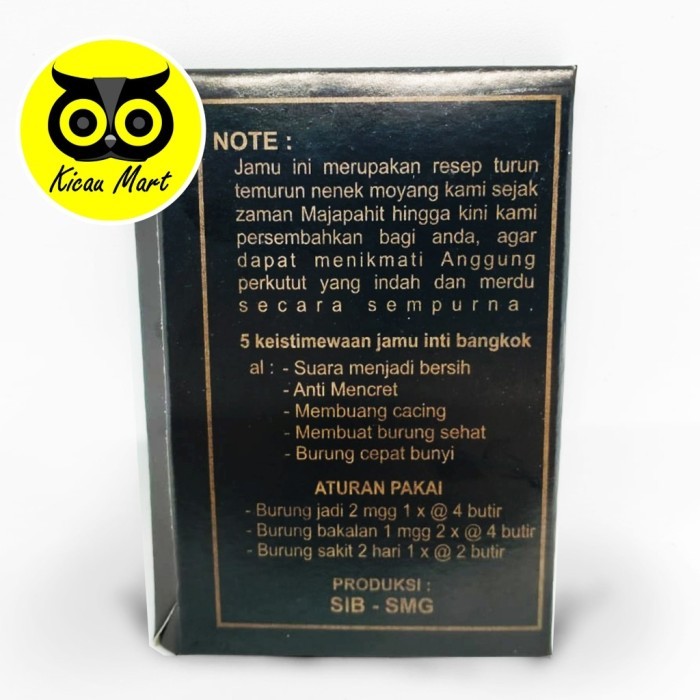 Kicau Mart
NOTE :
Jamu ini merupakan resep turun
temurun nenek moyang kami sejak
zaman Majapahit hingga kini kami
persembahkan bagi anda, agar
dapat menikmati Anggung
perkutut yang indah dan merdu
secara sempurna.
5 keistimewaan jamu inti bangkok
al : - Suara menjadi bersih
- Anti Mencret
- Membuang cacing
- Membuat burung sehat
- Burung cepat bunyi
ATURAN PAKAI
- Burung jadi 2 mgg 1 x @ 4 butir
- Burung bakalan 1 mgg 2 x @ 4 butir
- Burung sakit 2 hari 1 x @ 2 butir
PRODUKSI :
SIB - SMG